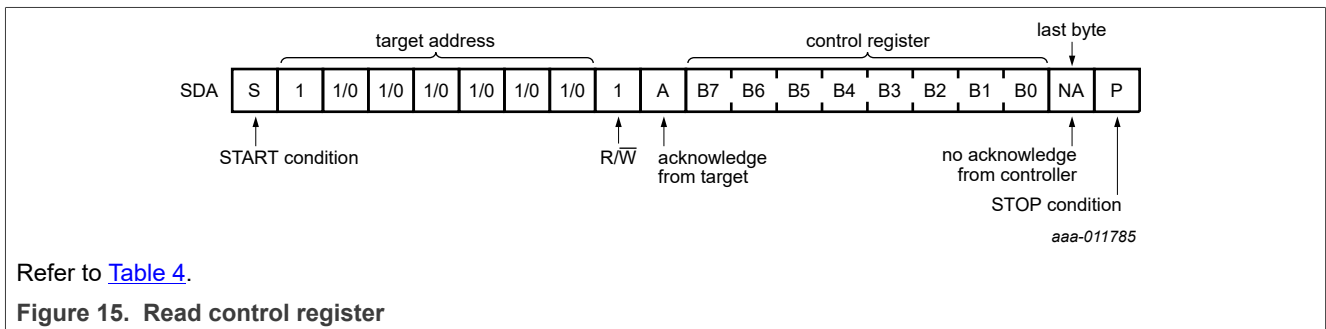 target address control register last byte
SDA S 1 1/0 1/0 1/0 1/0 1/0 1/0 1 A B7 B6 B5 B4 B3 B2 B1 B0 NA P
START condition R/W̅ acknowledge from target no acknowledge from controller
STOP condition
aaa-011785
Refer to Table 4.
Figure 15. Read control register